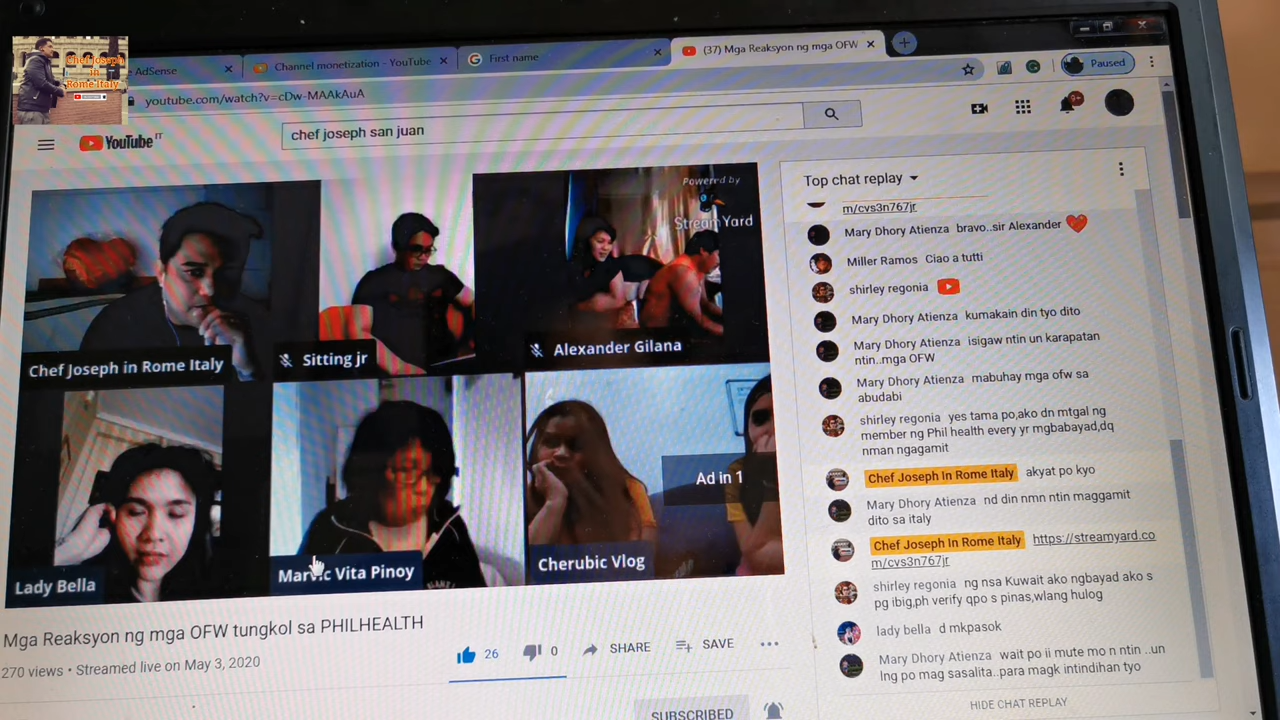 Chef Joseph
in
Rome Italy
AdSense
Channel monetization - YouTube
First name
(37) Mga Reaksyon ng mga OFW
youtube.com/watch?v=cDw-MAAkAuA
Paused
YouTube IT
chef joseph san juan
9+
Powered by
StreamYard
Chef Joseph in Rome Italy
Sitting jr
Alexander Gilana
Lady Bella
Marvic Vita Pinoy
Cherubic Vlog
Ad in 1
Mga Reaksyon ng mga OFW tungkol sa PHILHEALTH
270 views • Streamed live on May 3, 2020
26
0
SHARE
SAVE
SUBSCRIBED
Top chat replay
m/cvs3n767jr
Mary Dhory Atienza bravo..sir Alexander
Miller Ramos Ciao a tutti
shirley regonia
Mary Dhory Atienza kumakain din tyo dito
Mary Dhory Atienza isigaw ntin un karapatan
ntin..mga OFW
Mary Dhory Atienza mabuhay mga ofw sa
abudabi
shirley regonia yes tama po,ako dn mtgal ng
member ng Phil health every yr mgbabayad,dq
nman ngagamit
Chef Joseph In Rome Italy akyat po kyo
Mary Dhory Atienza nd din nmn ntin maggamit
dito sa italy
Chef Joseph In Rome Italy https://streamyard.co
m/cvs3n767jr
shirley regonia ng nsa Kuwait ako ngbayad ako s
pg ibig,ph verify qpo s pinas,wlang hulog
lady bella d mkpasok
Mary Dhory Atienza wait po ii mute mo n ntin ..un
lng po mag sasalita..para magk intindihan tyo
HIDE CHAT REPLAY